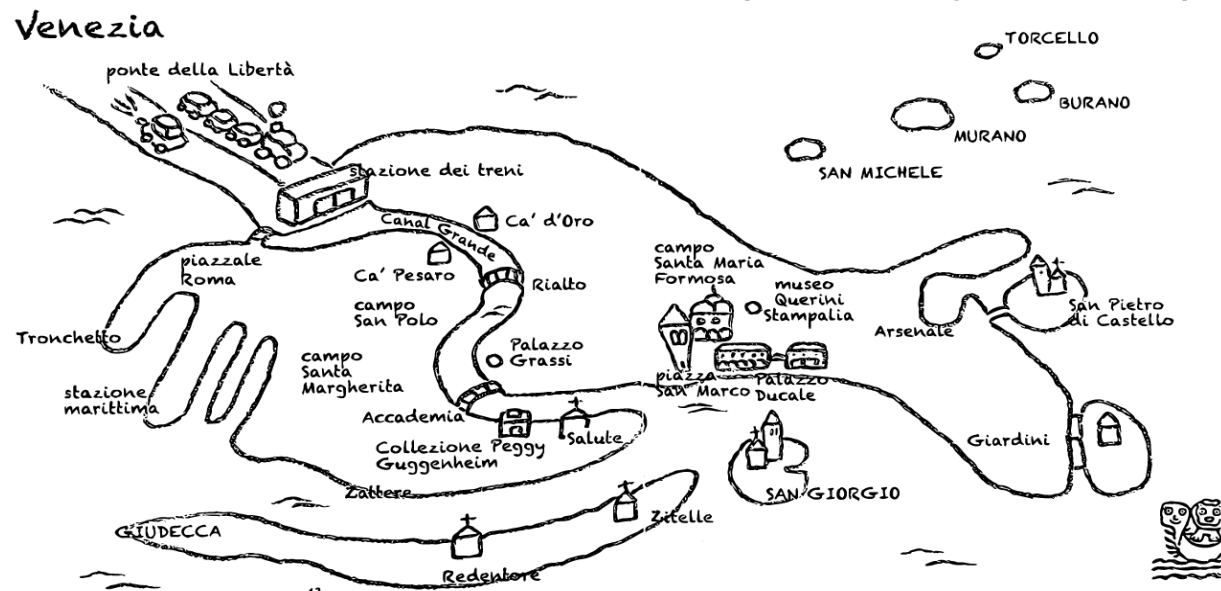 Venezia
ponte della Libertà
TORCELLO
BURANO
MURANO
SAN MICHELE
stazione dei treni
Canal Grande
Ca' d'Oro
piazzale
Roma
Ca' Pesaro
Rialto
campo
Santa Maria
Formosa
museo
Querini
Stampalia
campo
San Polo
San Pietro
di Castello
Arsenale
Tronchetto
Palazzo
Grassi
campo
Santa
Margherita
piazza
San Marco
Palazzo
Ducale
stazione
marittima
Accademia
Salute
Collezione Peggy
Guggenheim
Giardini
Zattere
SAN GIORGIO
Zitelle
GIUDECCA
Redentore